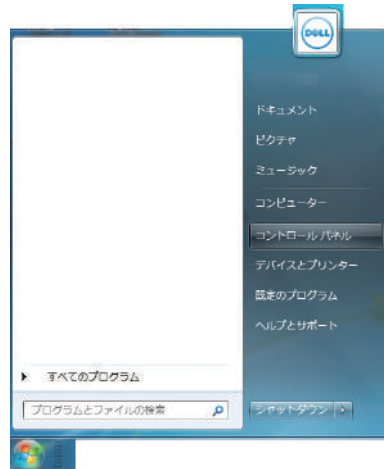 DELL
ドキュメント
ピクチャ
ミュージック
コンピューター
コントロール パネル
デバイスとプリンター
既定のプログラム
ヘルプとサポート
すべてのプログラム
プログラムとファイルの検索
シャットダウン